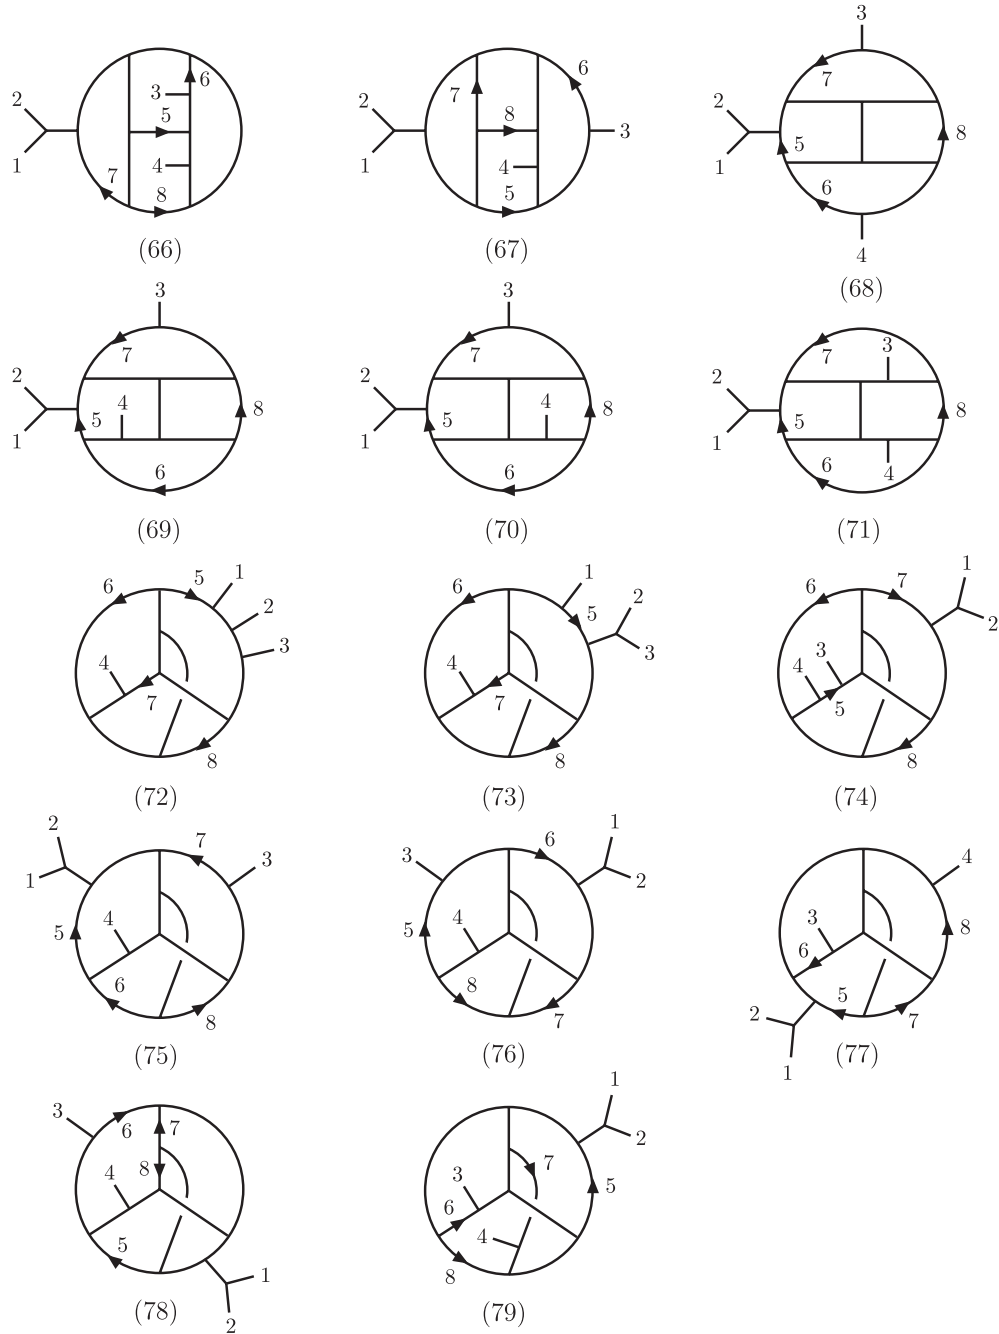 2 1 3 5 6 4 7 8
(66)
2 1 7 8 6 3 4 5
(67)
3 7 2 1 5 8 6 4
(68)
3 7 2 1 5 4 8 6
(69)
3 7 2 1 5 4 8 6
(70)
7 3 2 1 5 8 6 4
(71)
6 5 1 2 3 4 7 8
(72)
6 1 5 2 3 4 7 8
(73)
6 7 1 2 3 4 5 8
(74)
2 1 7 3 5 4 6 8
(75)
3 6 1 2 5 4 8 7
(76)
4 3 6 8 5 2 1 7
(77)
3 6 7 4 8 5 1 2
(78)
1 2 7 3 6 5 4 8
(79)